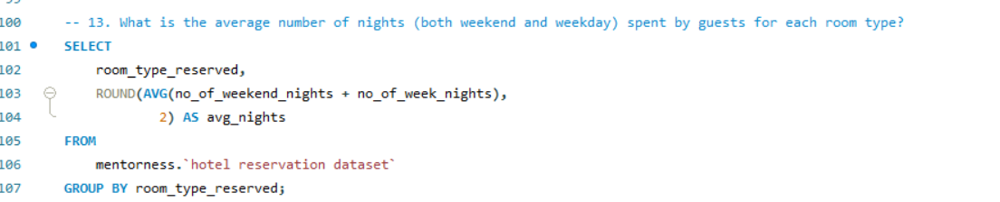 100 -- 13. What is the average number of nights (both weekend and weekday) spent by guests for each room type?
101 SELECT
102 room_type_reserved,
103 ROUND(AVG(no_of_weekend_nights + no_of_week_nights),
104 2) AS avg_nights
105 FROM
106 mentorness.`hotel reservation dataset`
107 GROUP BY room_type_reserved;